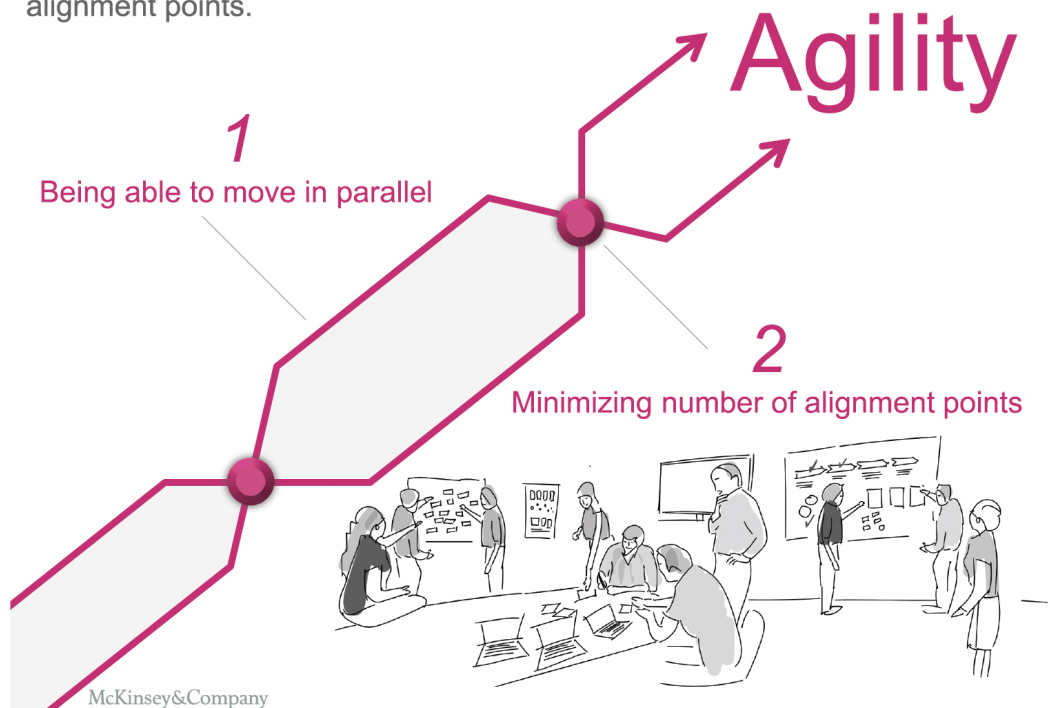 alignment points.
Agility
1
Being able to move in parallel
2
Minimizing number of alignment points
McKinsey&Company